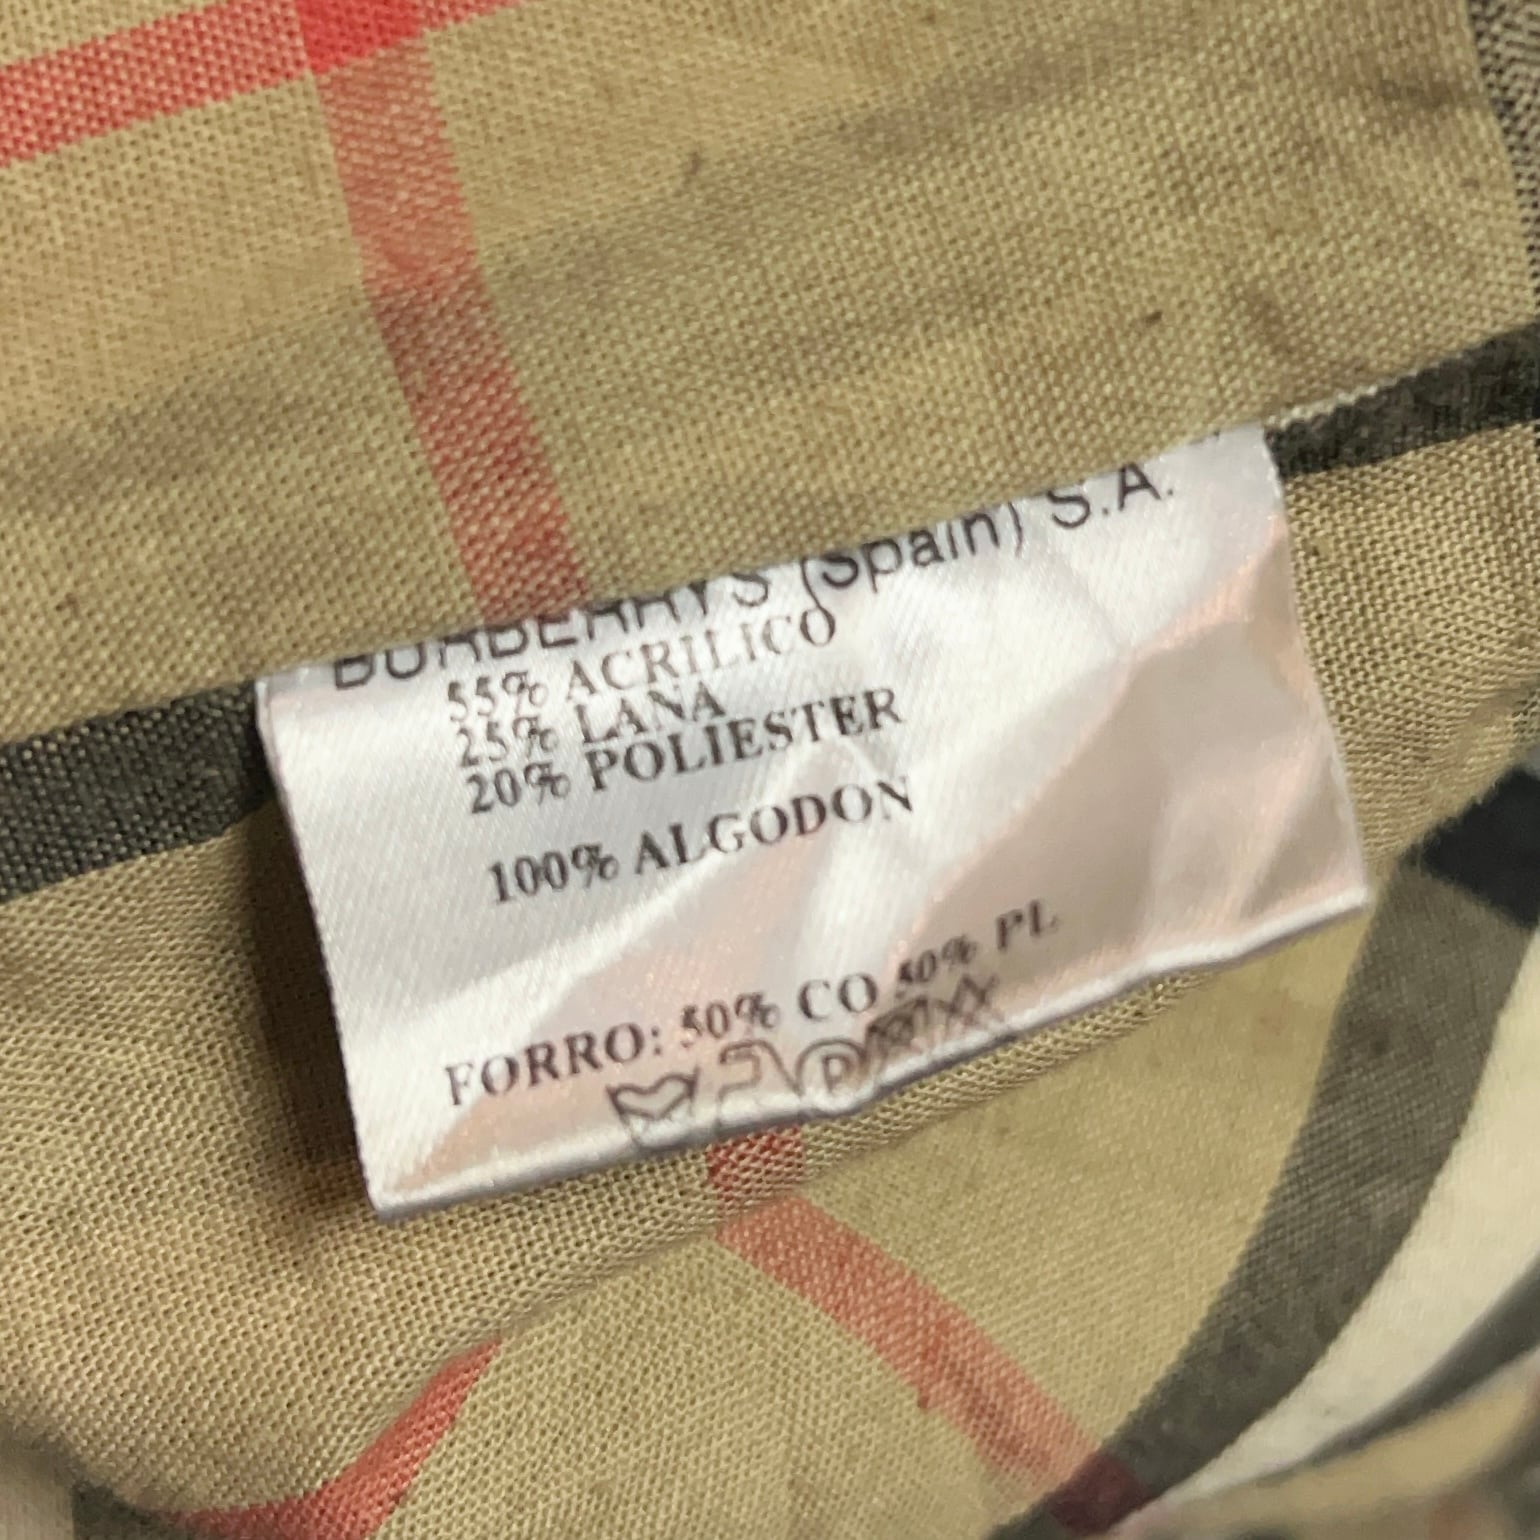 BURBERRYS (Spain) S.A.
55% ACRILICO
25% LANA
20% POLIESTER
100% ALGODON
FORRO: 50% CO 50% PL
P